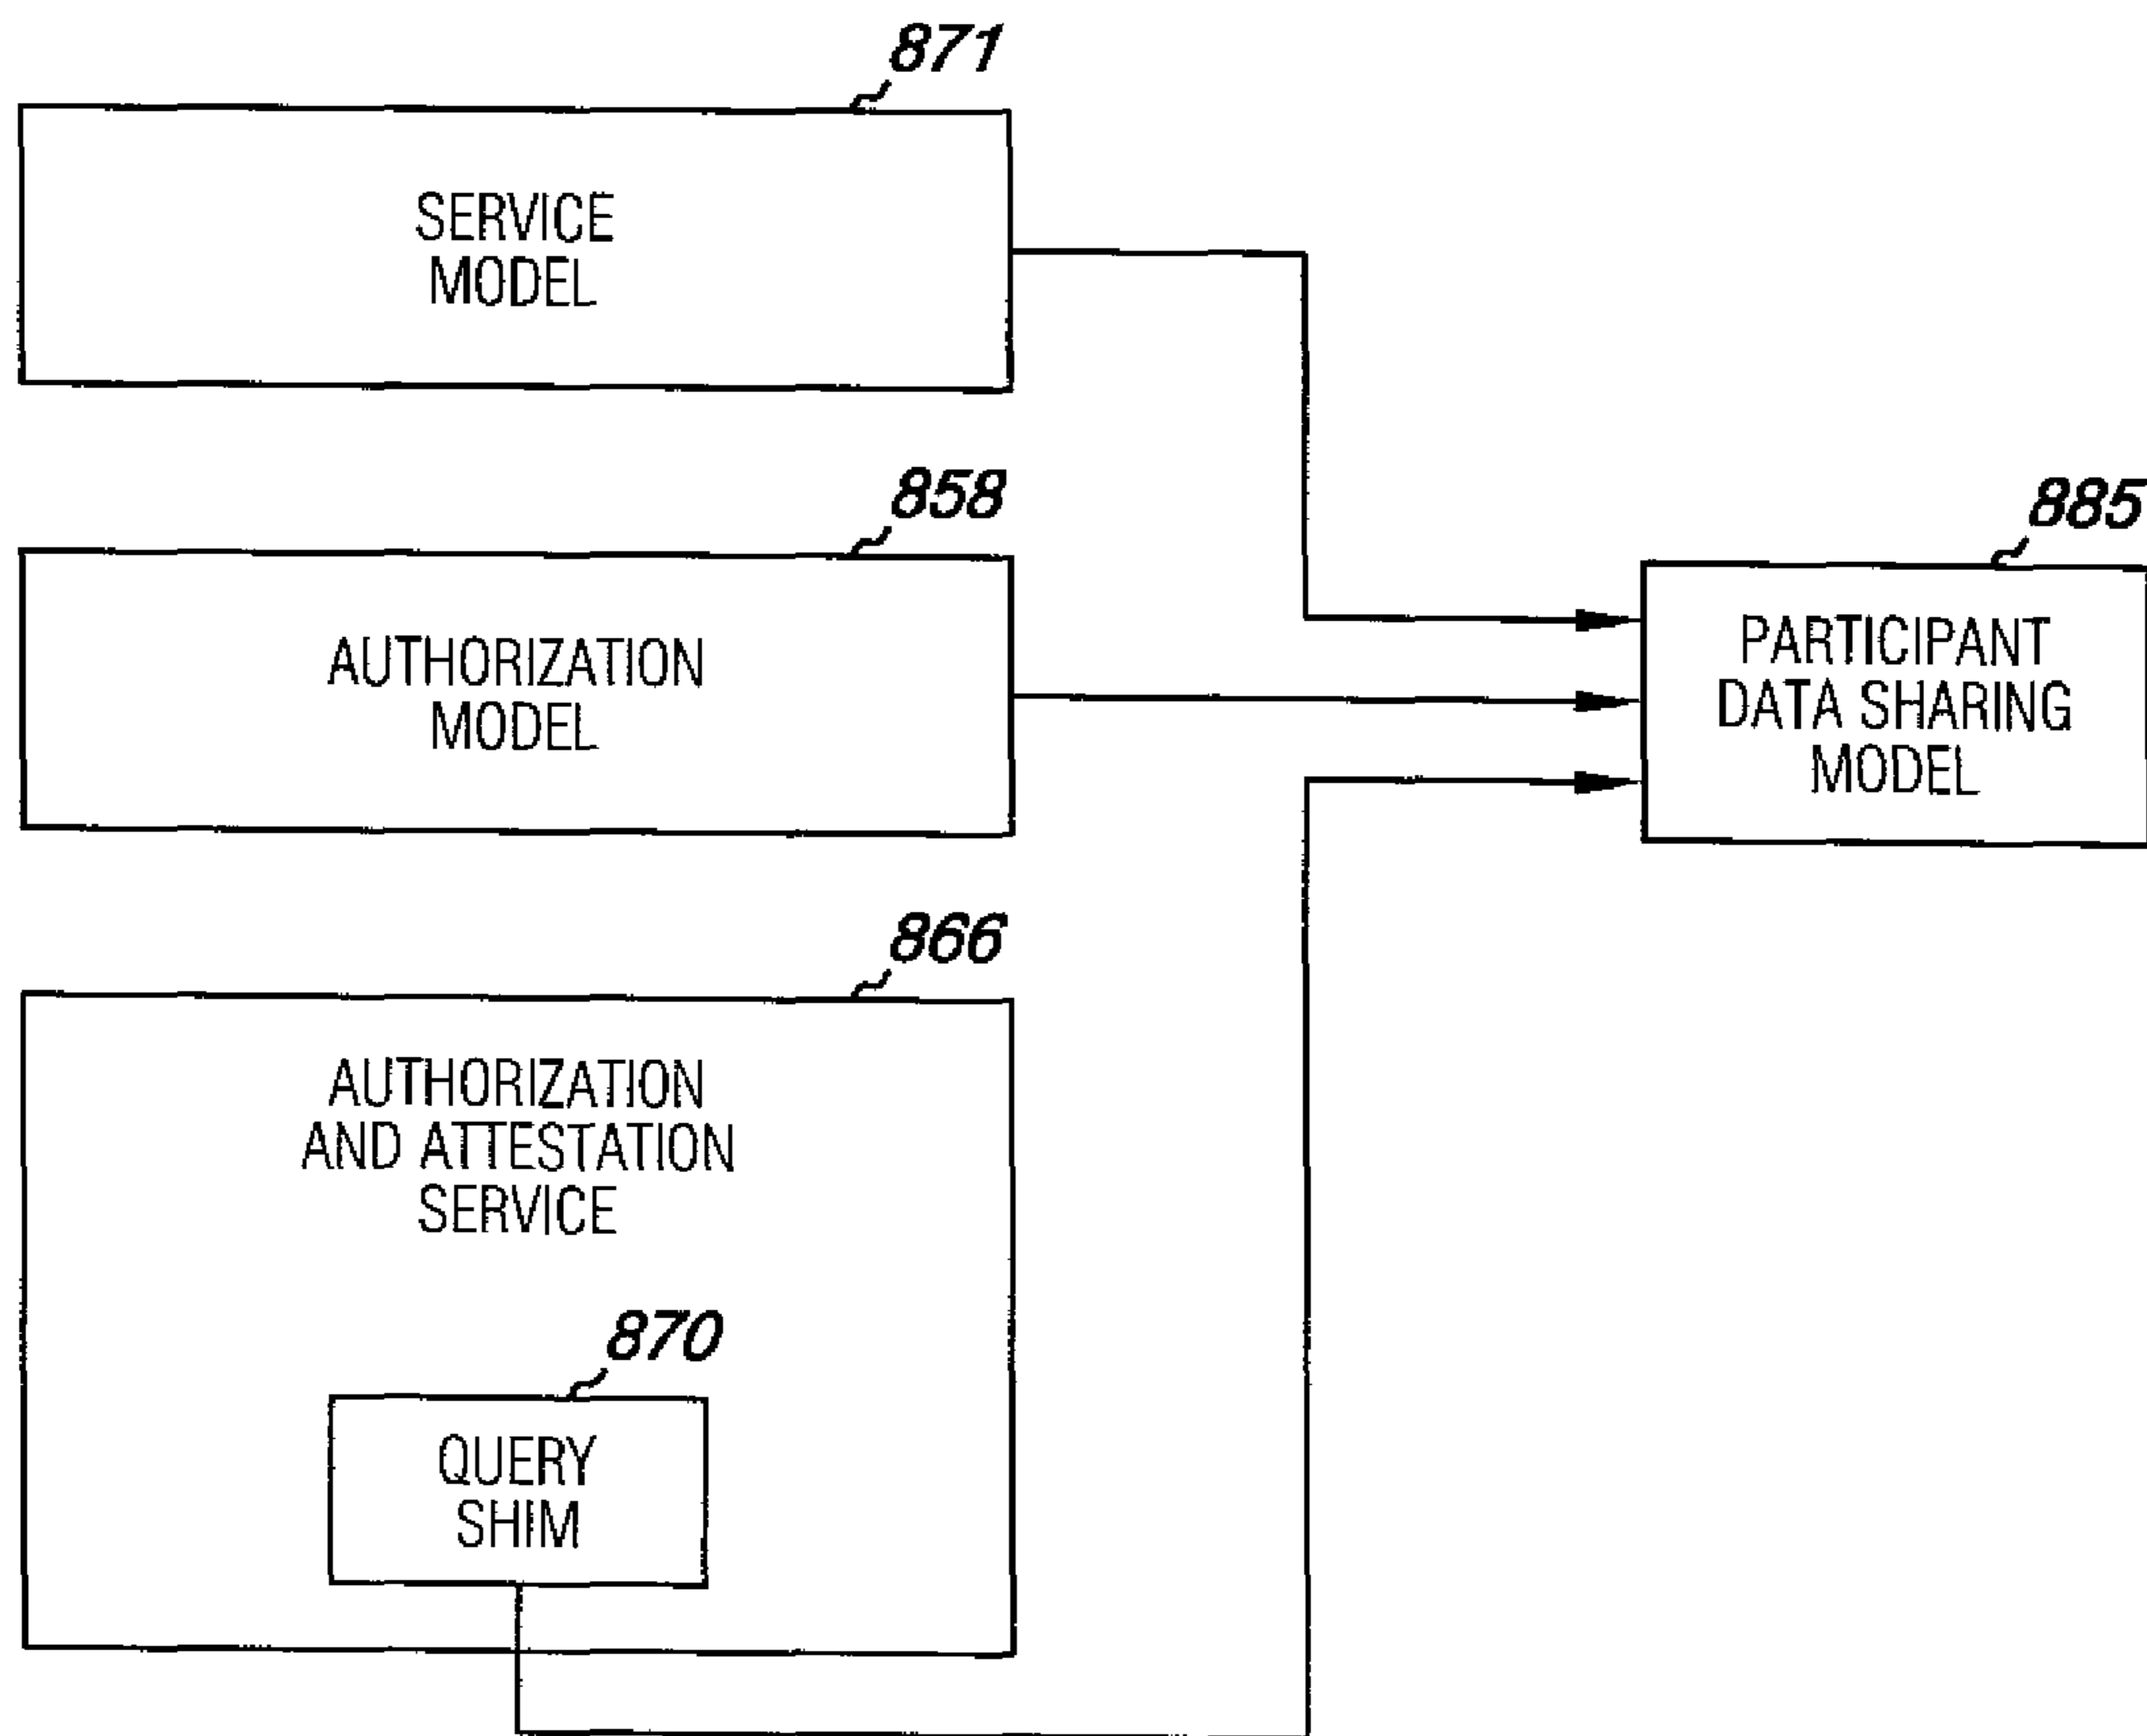 871
SERVICE
MODEL
858
AUTHORIZATION
MODEL
885
PARTICIPANT
DATA SHARING
MODEL
866
AUTHORIZATION
AND ATTESTATION
SERVICE
870
QUERY
SHIM